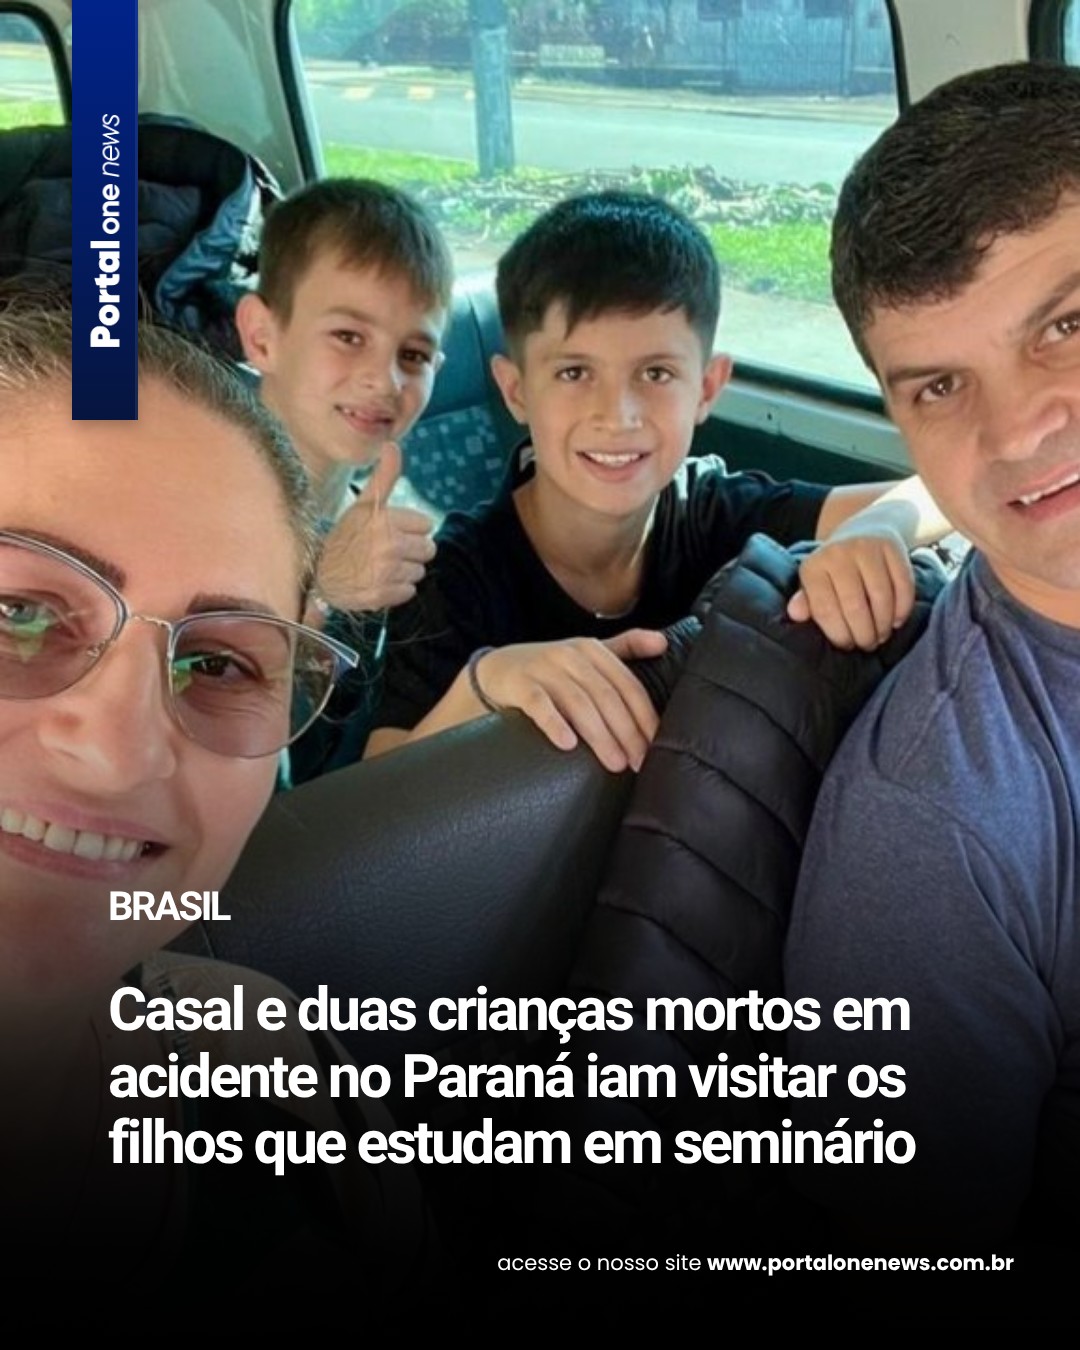 Portal one news
BRASIL
Casal e duas crianças mortos em
acidente no Paraná iam visitar os
filhos que estudam em seminário
acesse o nosso site www.portalonenews.com.br